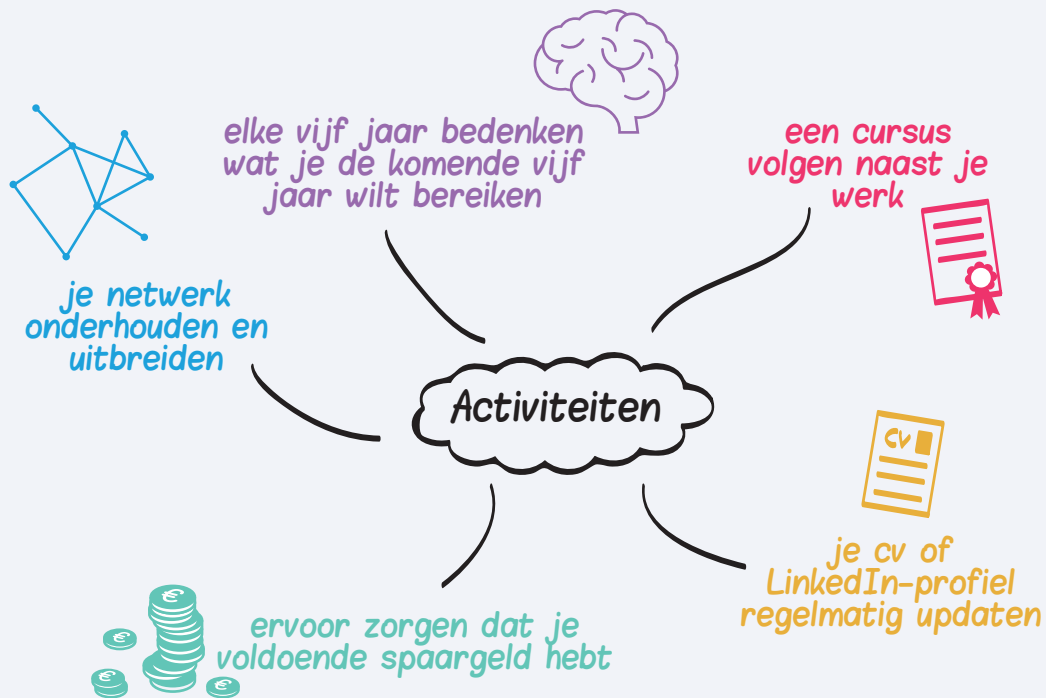 elke vijf jaar bedenken
wat je de komende vijf
jaar wilt bereiken
een cursus
volgen naast je
werk
je netwerk
onderhouden en
uitbreiden
Activiteiten
cv
je cv of
LinkedIn-profiel
regelmatig updaten
ervoor zorgen dat je
voldoende spaargeld hebt
€
€
€
€